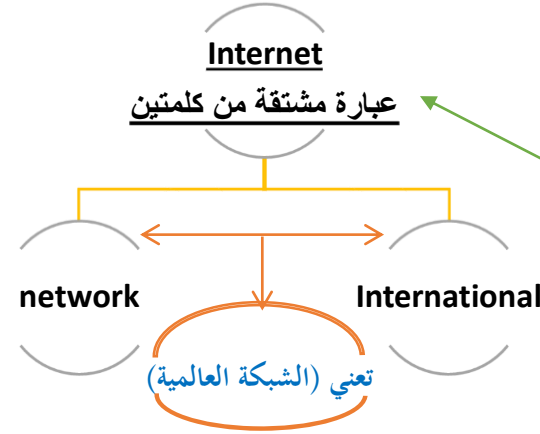 Internet
عبارة مشتقة من كلمتين
network
International
تعني (الشبكة العالمية)